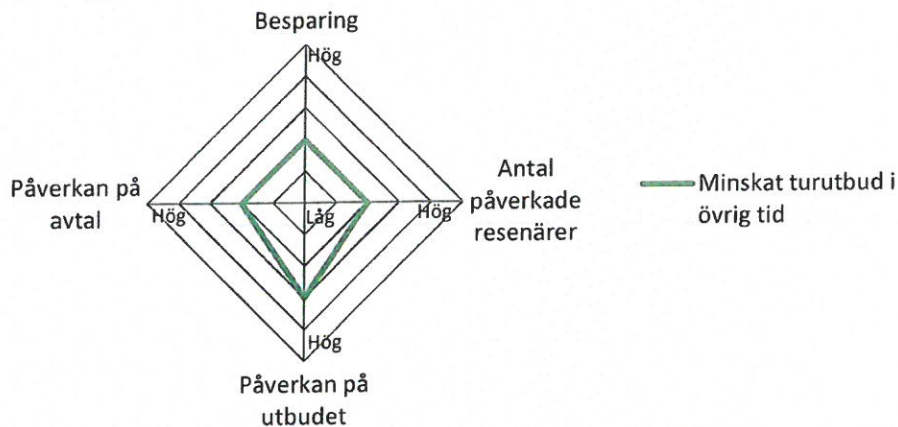 Besparing
Hög
Påverkan på
avtal
Hög
Låg
Hög
Antal
påverkade
resenärer
Minskat turutbud i
övrig tid
Hög
Påverkan på
utbudet